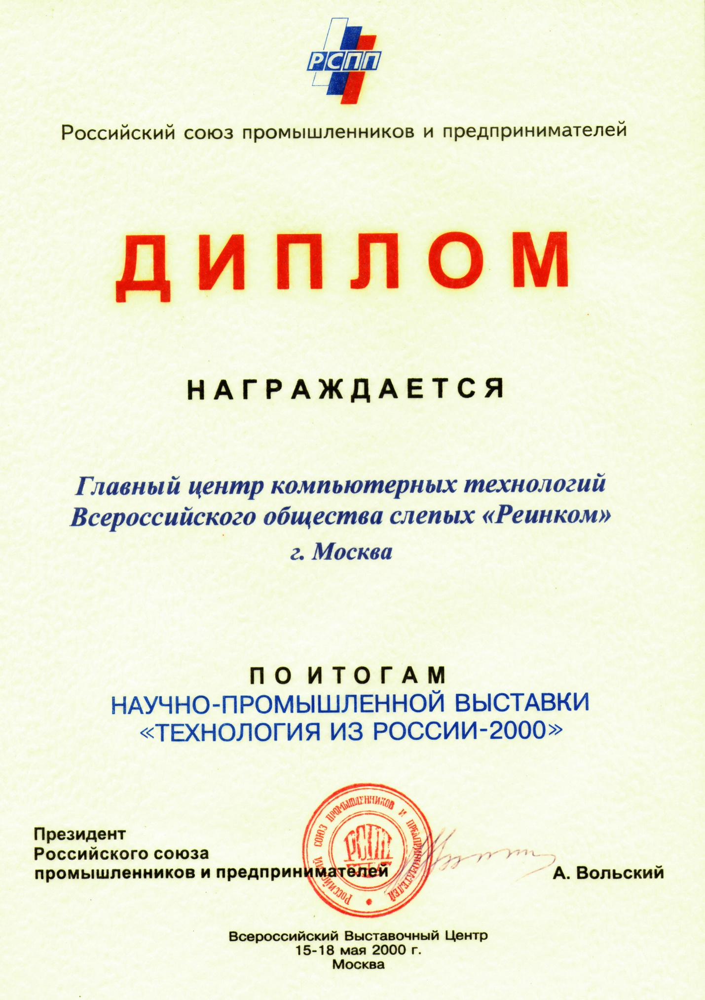 РСПП
Российский союз промышленников и предпринимателей
ДИПЛОМ
НАГРАЖДАЕТСЯ
Главный центр компьютерных технологий
Всероссийского общества слепых «Реинком»
г. Москва
ПО ИТОГАМ
НАУЧНО-ПРОМЫШЛЕННОЙ ВЫСТАВКИ
«ТЕХНОЛОГИЯ ИЗ РОССИИ-2000»
Президент
Российского союза
промышленников и предпринимателей
А. Вольский
РОССИЙСКИЙ СОЮЗ ПРОМЫШЛЕННИКОВ И ПРЕДПРИНИМАТЕЛЕЙ
РСПП
Всероссийский Выставочный Центр
15-18 мая 2000 г.
Москва